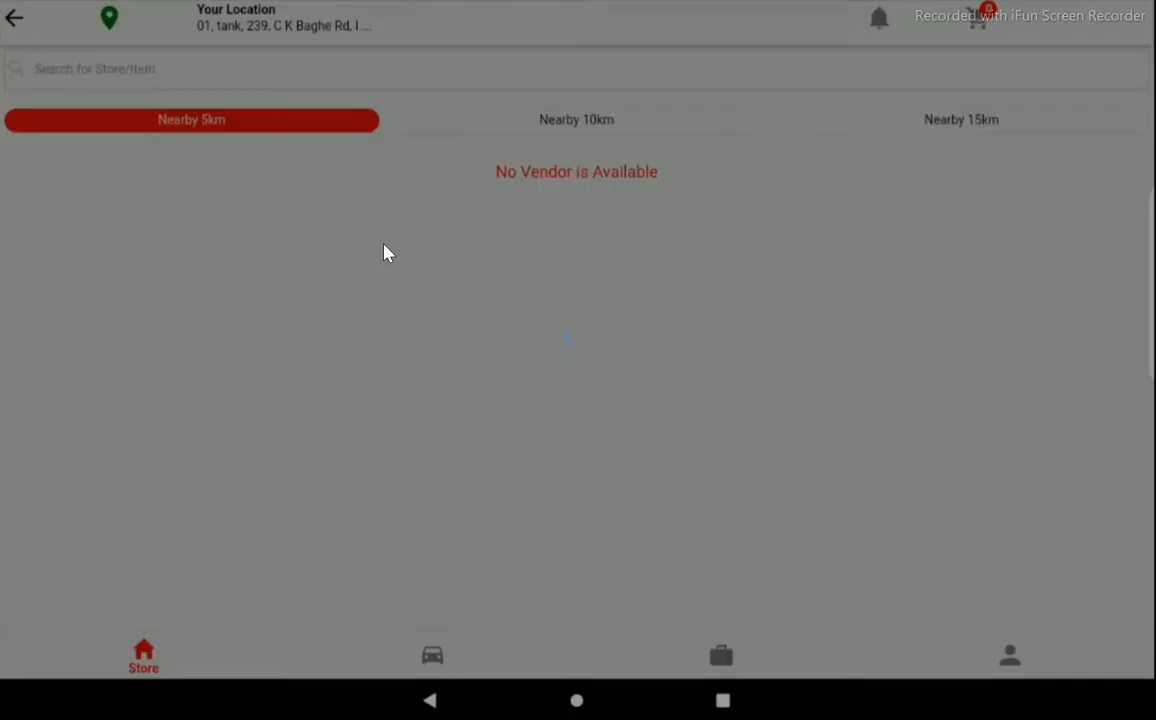 Your Location
01, tank, 239, C K Baghe Rd, I....
0
Recorded with iFun Screen Recorder
Search for Store/Item
Nearby 5km
Nearby 10km
Nearby 15km
No Vendor is Available
Store